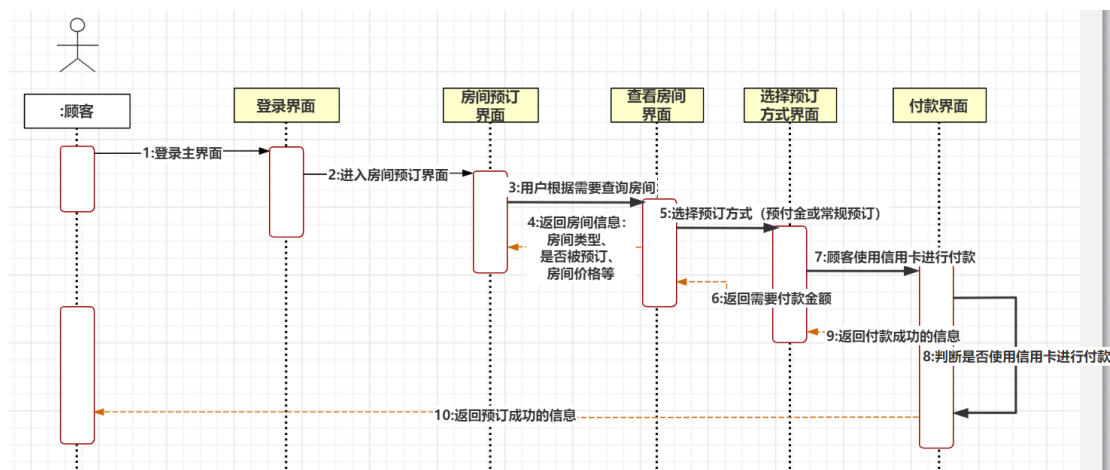 :顾客
登录界面
房间预订
界面
查看房间
界面
选择预订
方式界面
付款界面
1:登录主界面
2:进入房间预订界面
3:用户根据需要查询房间
4:返回房间信息：
房间类型、
是否被预订、
房间价格等
5:选择预订方式（预付金或常规预订）
6:返回需要付款金额
7:顾客使用信用卡进行付款
9:返回付款成功的信息
8:判断是否使用信用卡进行付款
10:返回预订成功的信息